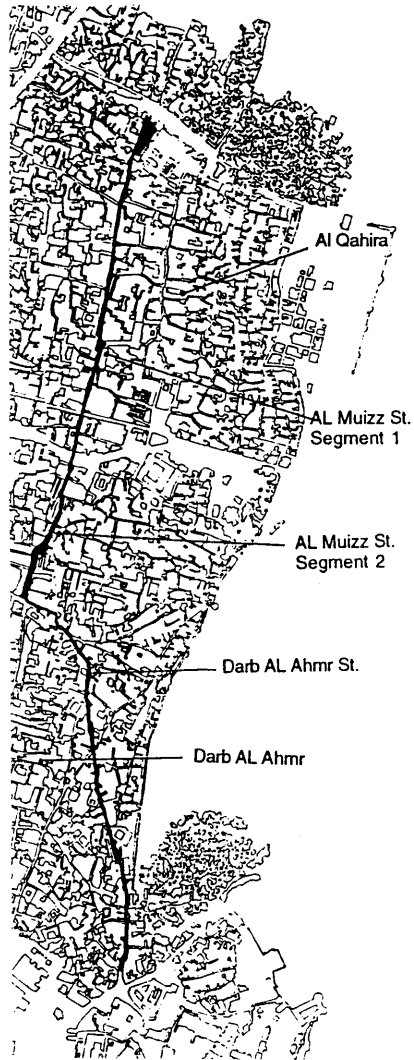 Al Qahira
AL Muizz St.
Segment 1
AL Muizz St.
Segment 2
Darb AL Ahmr St.
Darb AL Ahmr